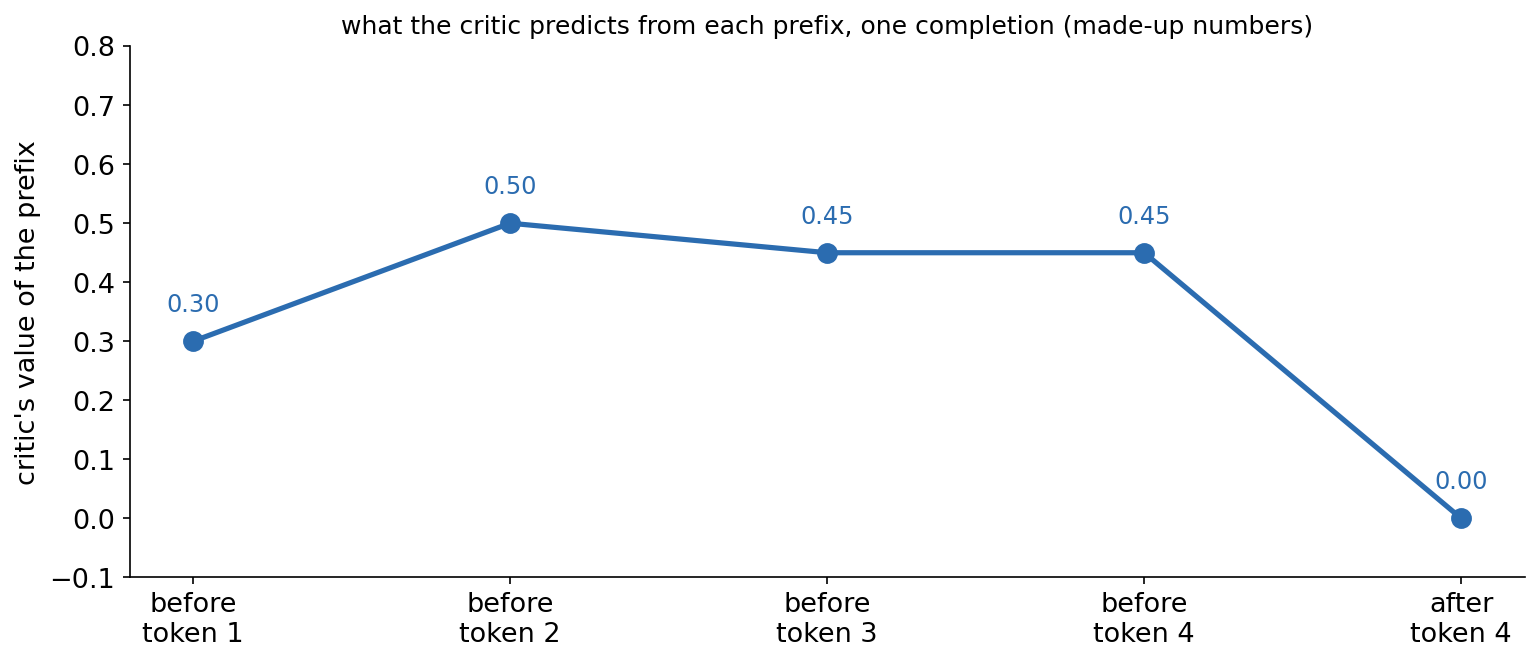 what the critic predicts from each prefix, one completion (made-up numbers)
critic's value of the prefix
0.8
0.7
0.6
0.5
0.4
0.3
0.2
0.1
0.0
−0.1
0.30
0.50
0.45
0.45
0.00
before
token 1
before
token 2
before
token 3
before
token 4
after
token 4